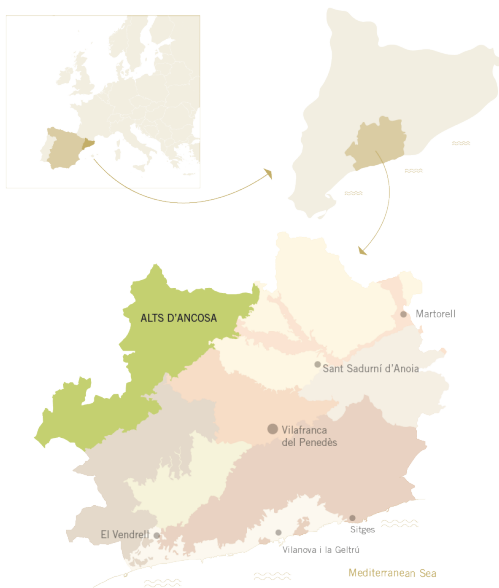 ALTS D'ANCOSA
Martorell
Sant Sadurní d'Anoia
Vilafranca
del Penedès
El Vendrell
Sitges
Vilanova i la Geltrú
Mediterranean Sea